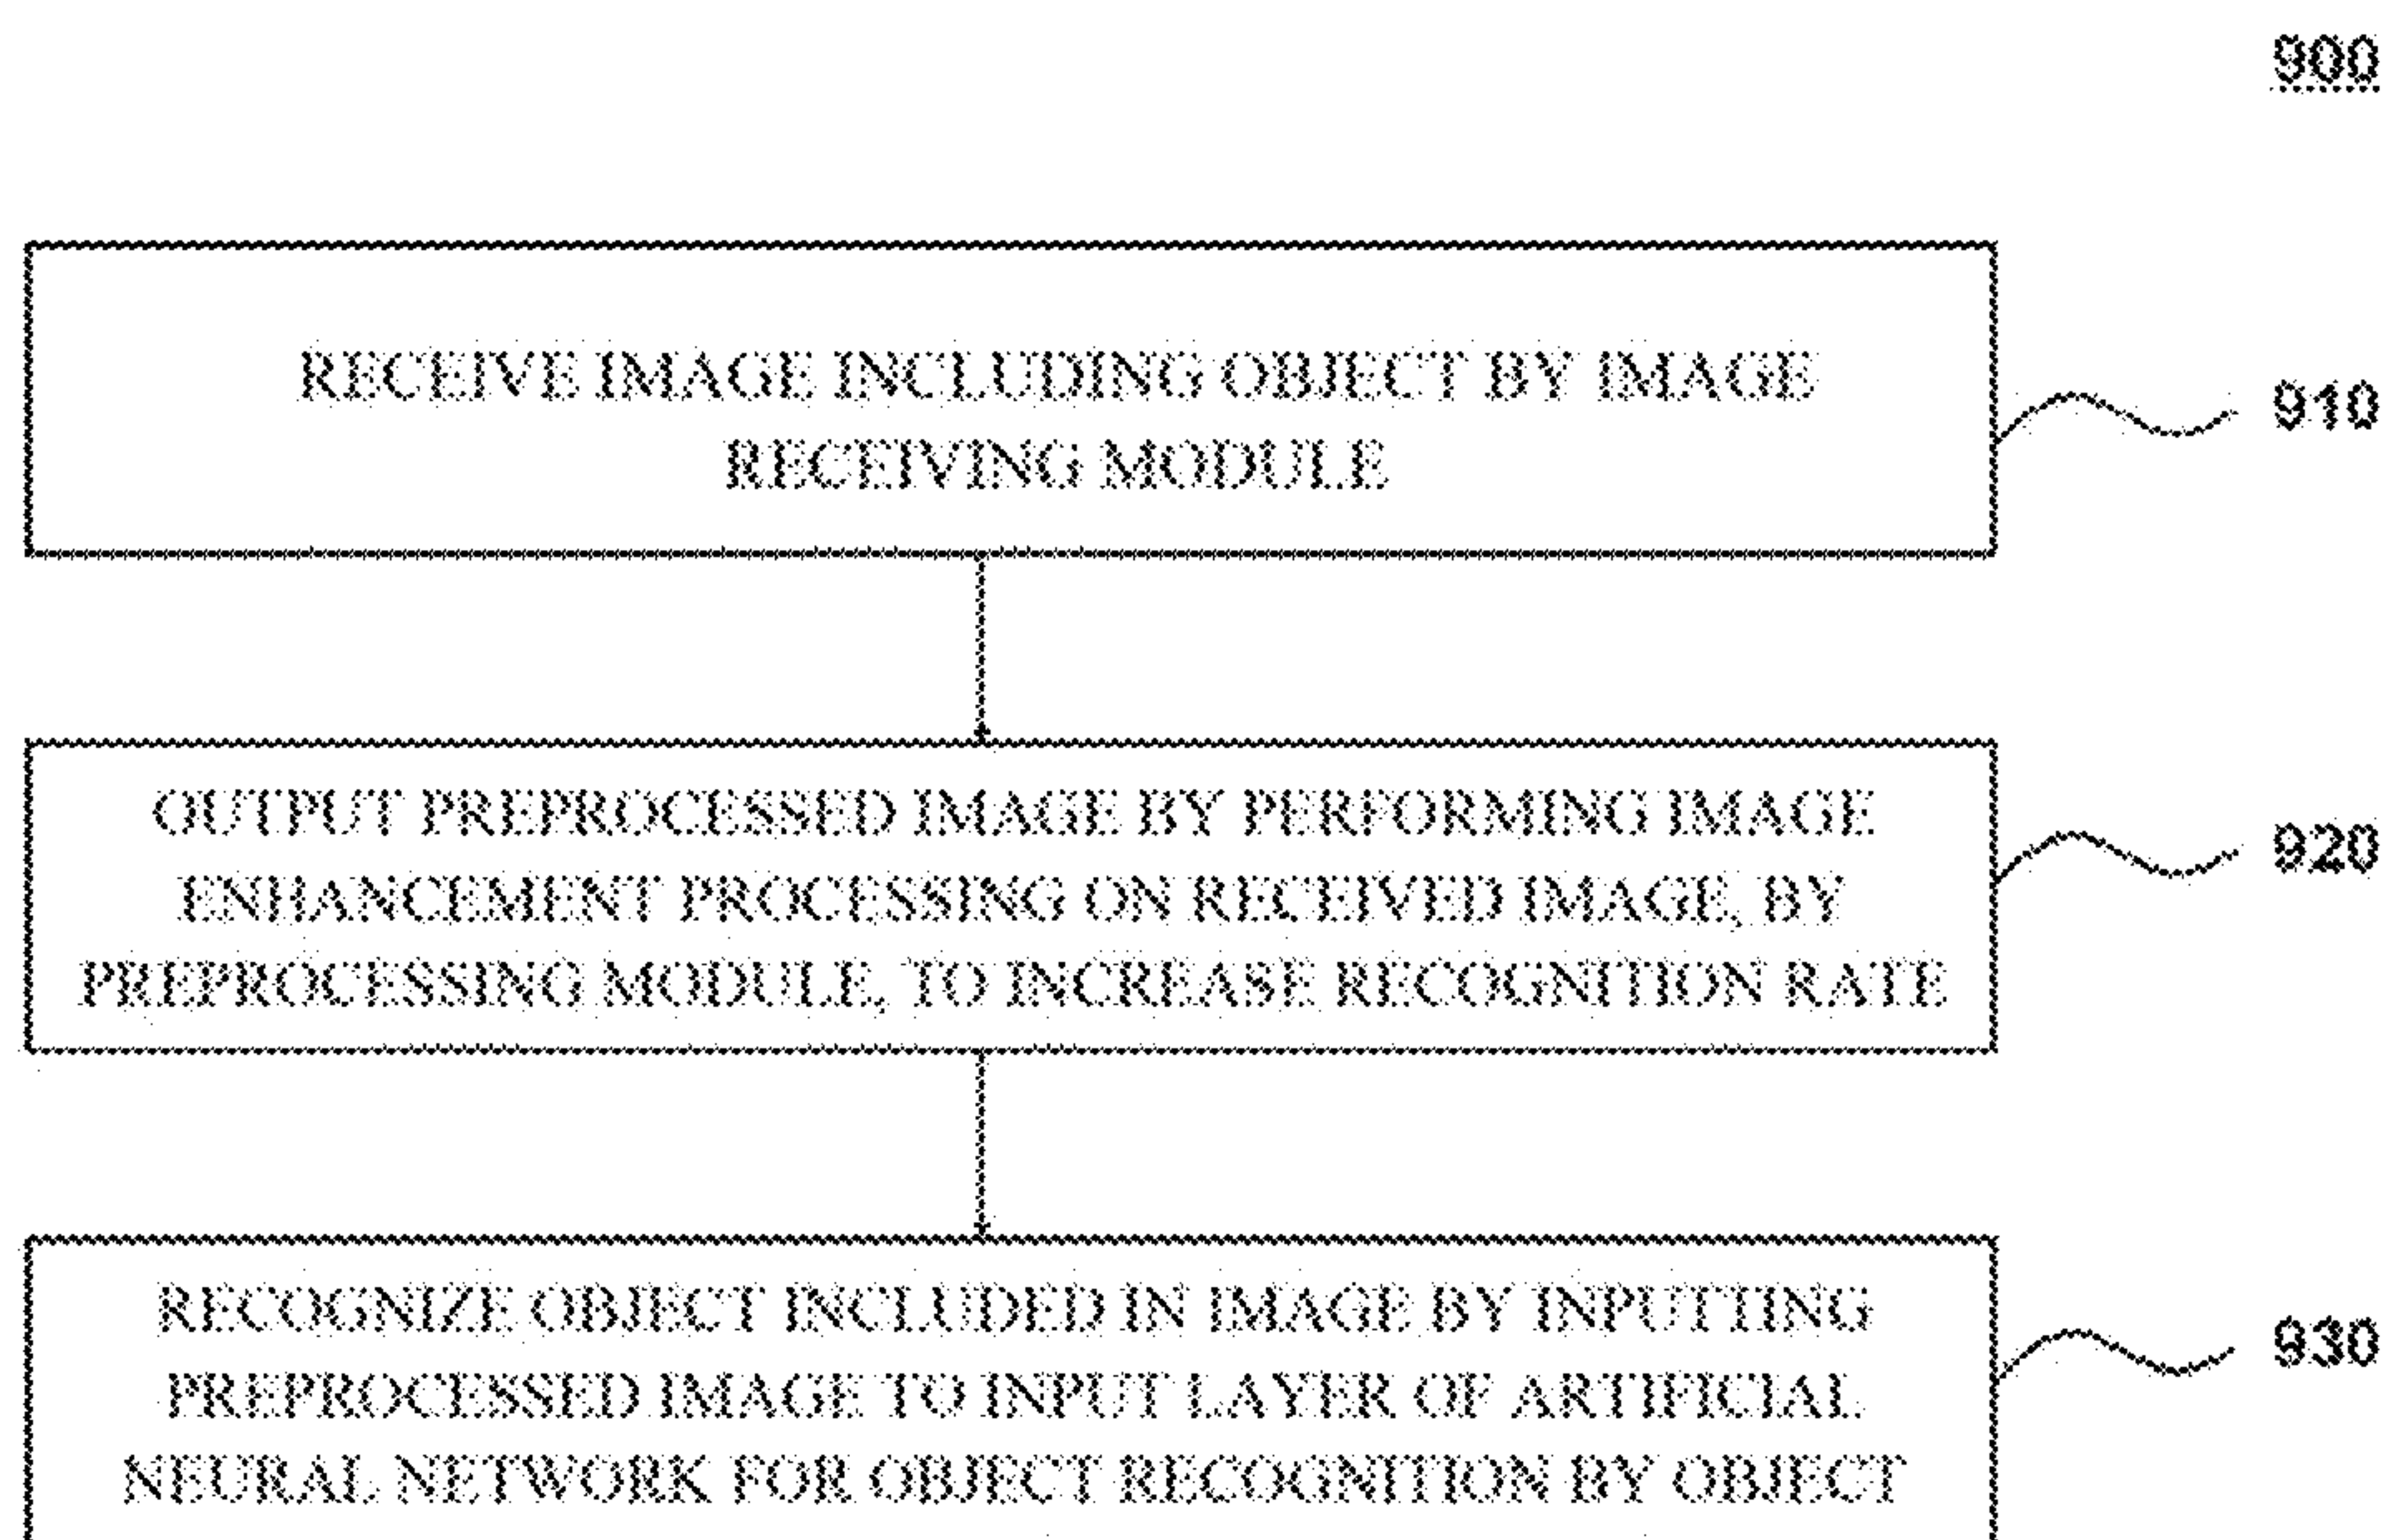 900
RECEIVE IMAGE INCLUDING OBJECT BY IMAGE
RECEIVING MODULE
910
OUTPUT PREPROCESSED IMAGE BY PERFORMING IMAGE
ENHANCEMENT PROCESSING ON RECEIVED IMAGE, BY
PREPROCESSING MODULE, TO INCREASE RECOGNITION RATE
920
RECOGNIZE OBJECT INCLUDED IN IMAGE BY INPUTTING
PREPROCESSED IMAGE TO INPUT LAYER OF ARTIFICIAL
NEURAL NETWORK FOR OBJECT RECOGNITION BY OBJECT
930